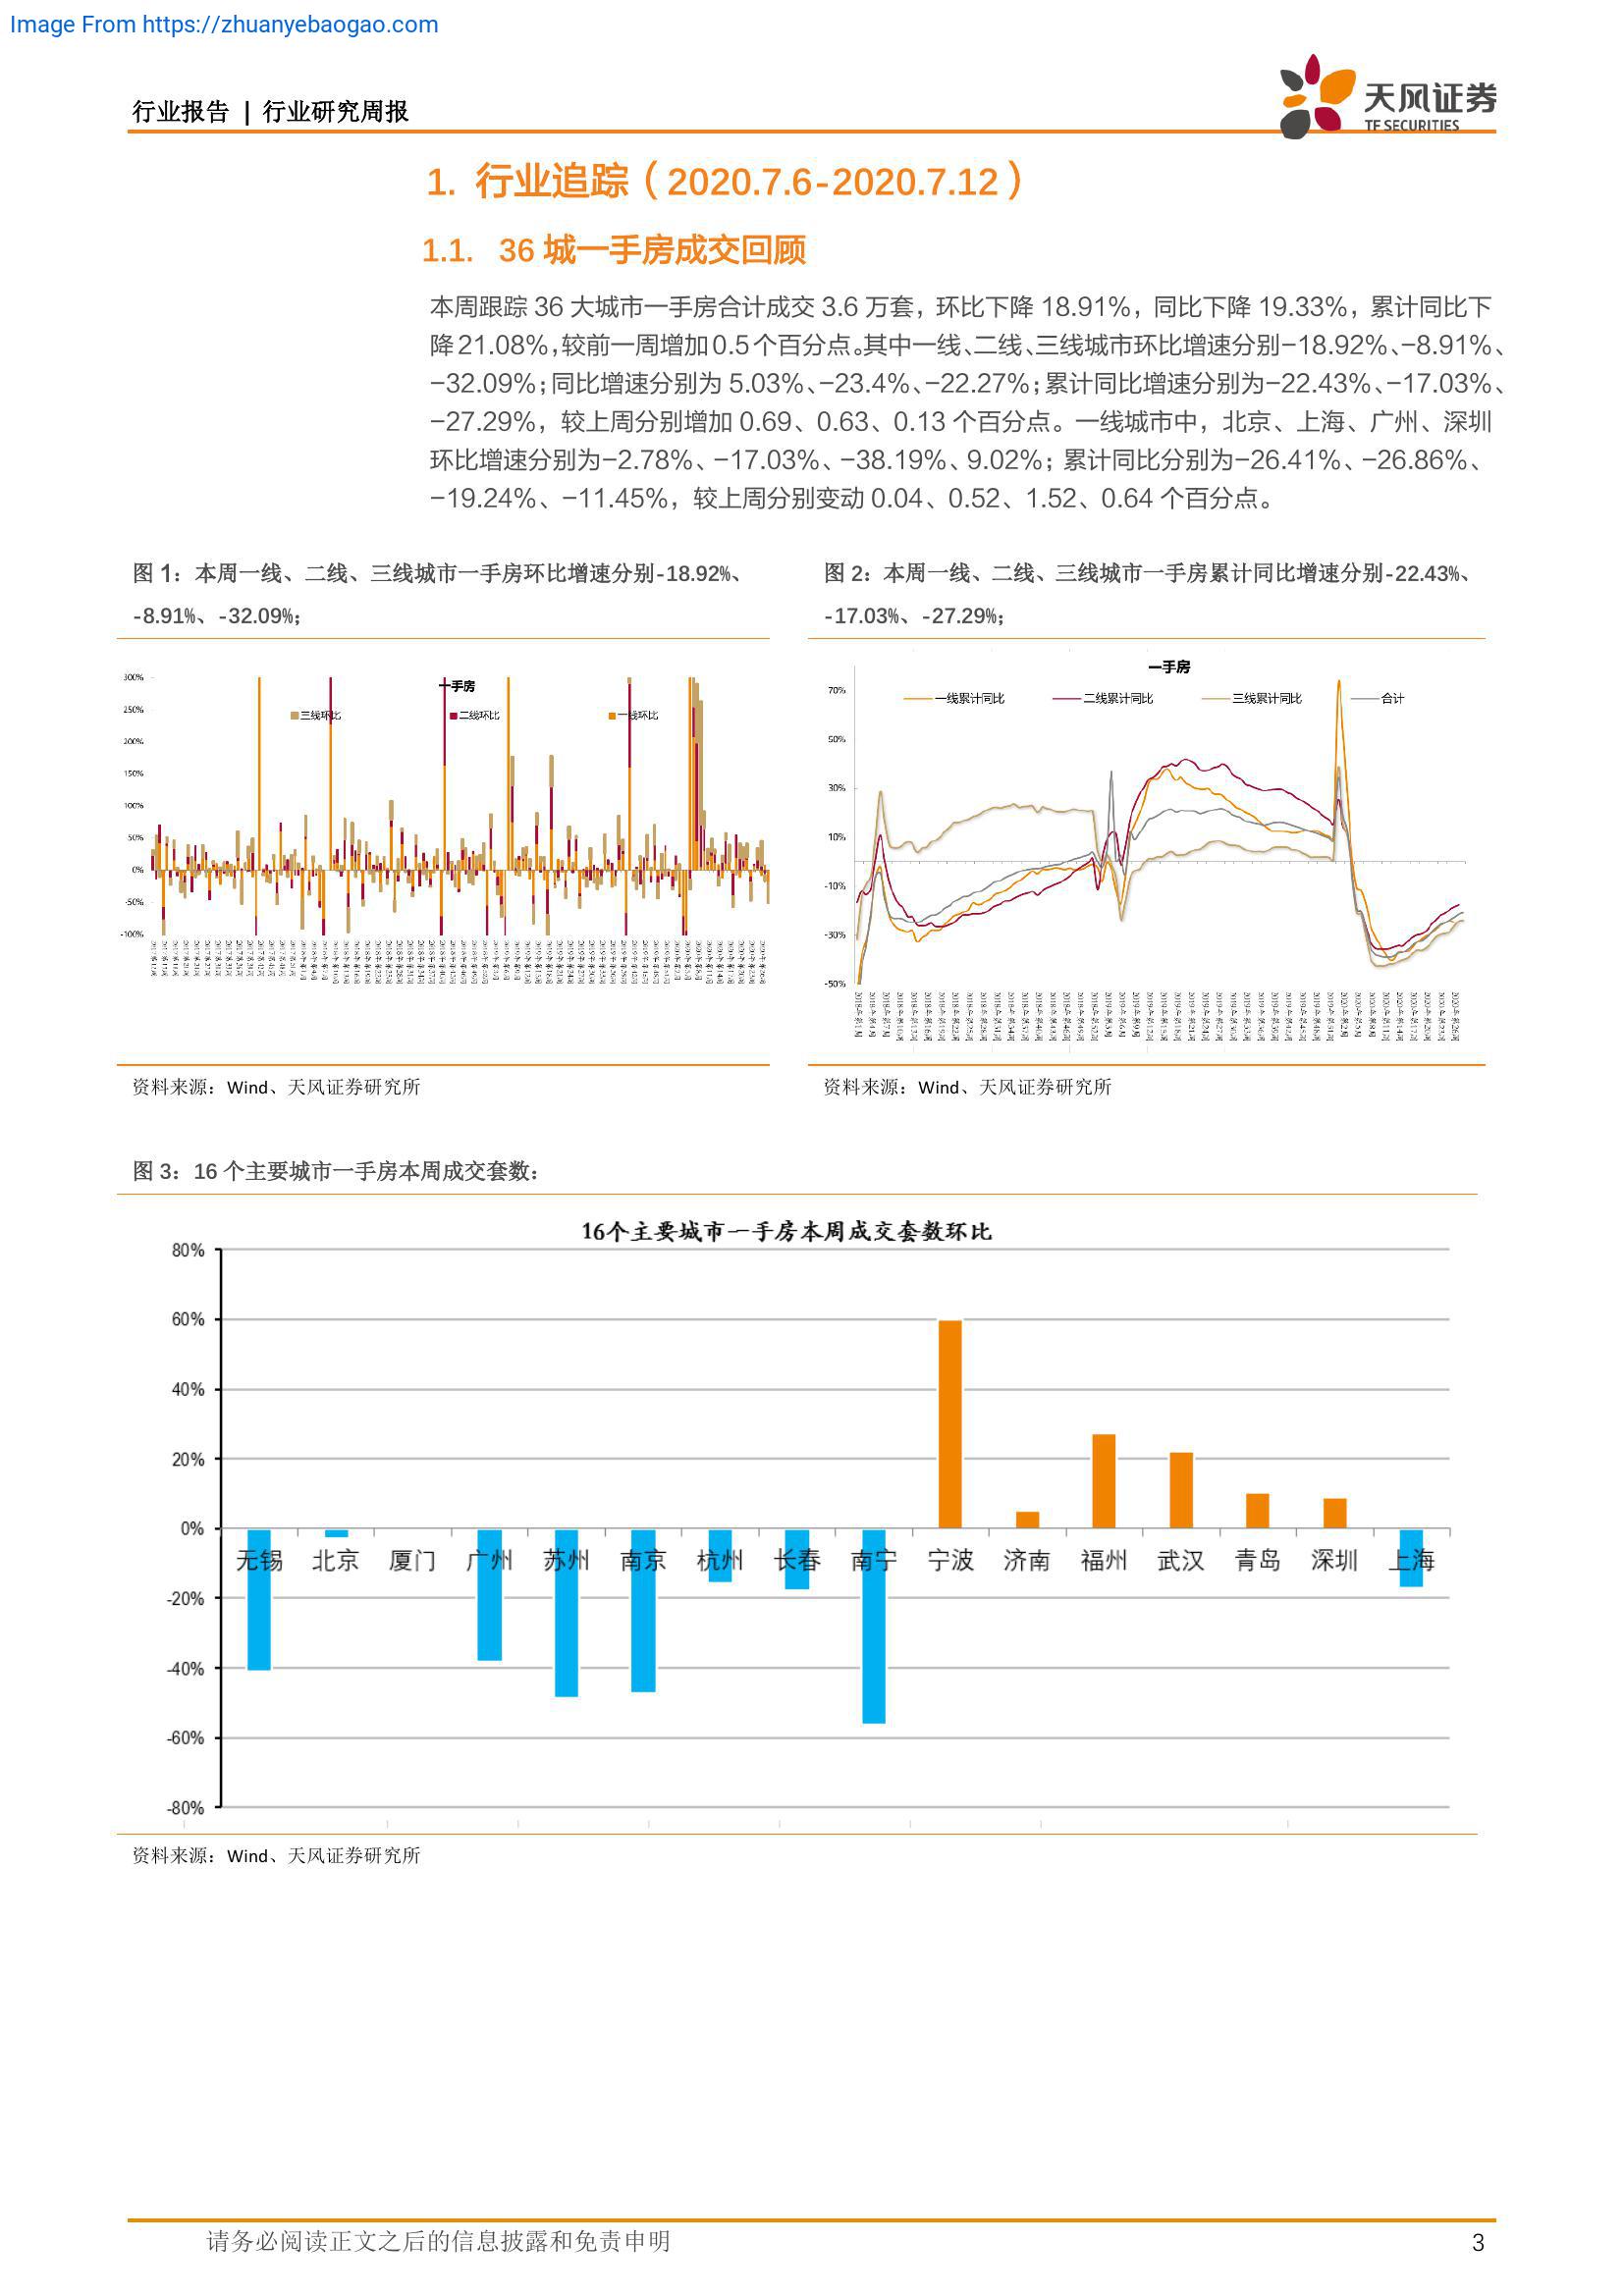 Image From https://zhuanyebaogao.com
行业报告 | 行业研究周报
天风证券
TF SECURITIES
1. 行业追踪（2020.7.6-2020.7.12）
1.1. 36 城一手房成交回顾
本周跟踪 36 大城市一手房合计成交 3.6 万套，环比下降 18.91%，同比下降 19.33%，累计同比下
降 21.08%，较前一周增加 0.5 个百分点。其中一线、二线、三线城市环比增速分别-18.92%、-8.91%、
-32.09%；同比增速分别为 5.03%、-23.4%、-22.27%；累计同比增速分别为-22.43%、-17.03%、
-27.29%，较上周分别增加 0.69、0.63、0.13 个百分点。一线城市中，北京、上海、广州、深圳
环比增速分别为-2.78%、-17.03%、-38.19%、9.02%；累计同比分别为-26.41%、-26.86%、
-19.24%、-11.45%，较上周分别变动 0.04、0.52、1.52、0.64 个百分点。
图 1：本周一线、二线、三线城市一手房环比增速分别-18.92%、
-8.91%、-32.09%；
一手房
三线环比 二线环比 一线环比
300%
250%
200%
150%
100%
50%
0%
-50%
-100%
资料来源：Wind、天风证券研究所
图 2：本周一线、二线、三线城市一手房累计同比增速分别-22.43%、
-17.03%、-27.29%；
一手房
一线累计同比 二线累计同比 三线累计同比 合计
70%
50%
30%
10%
-10%
-30%
-50%
资料来源：Wind、天风证券研究所
图 3：16 个主要城市一手房本周成交套数：
16个主要城市一手房本周成交套数环比
80%
60%
40%
20%
0%
无锡 北京 厦门 广州 苏州 南京 杭州 长春 南宁 宁波 济南 福州 武汉 青岛 深圳 上海
-20%
-40%
-60%
-80%
资料来源：Wind、天风证券研究所
请务必阅读正文之后的信息披露和免责申明
3